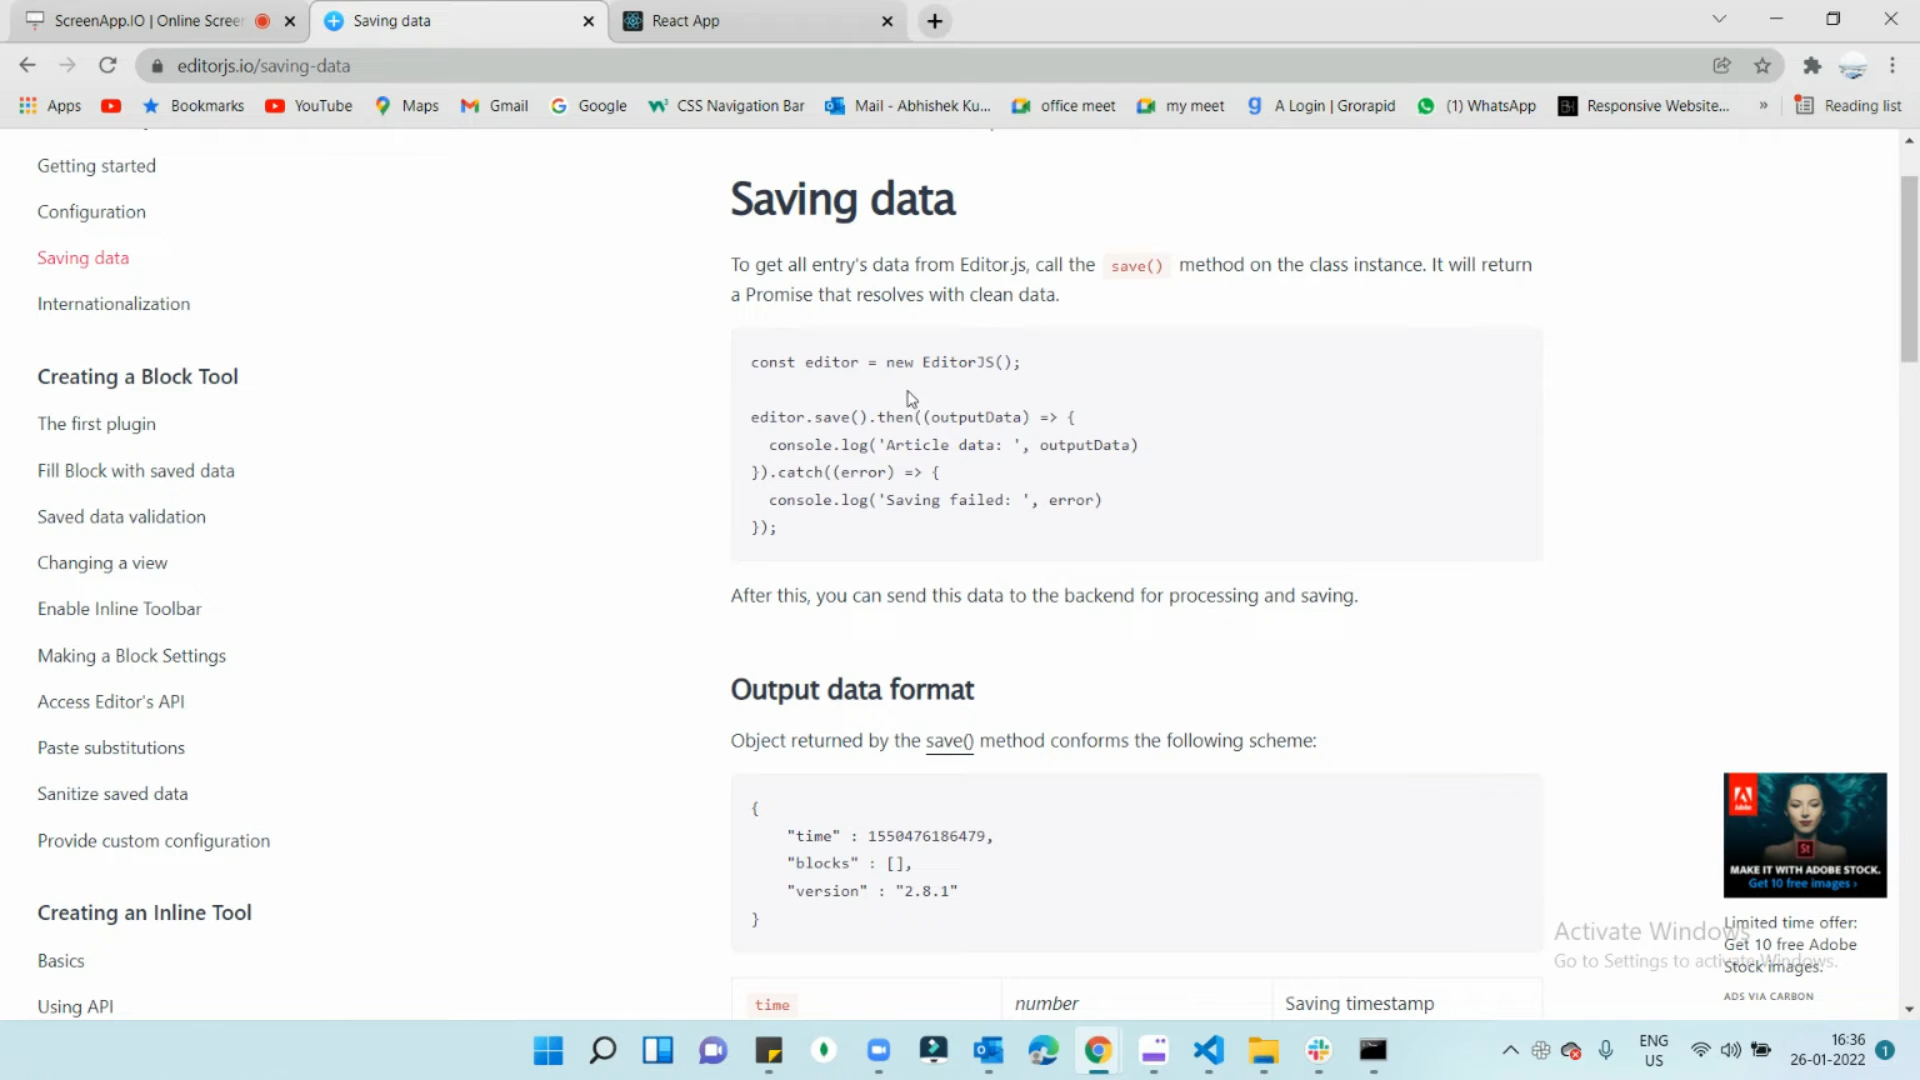 ScreenApp.IO | Online Screen
Saving data
React App
editorjs.io/saving-data
Apps
Bookmarks
YouTube
Maps
Gmail
Google
CSS Navigation Bar
Mail - Abhishek Ku...
office meet
my meet
A Login | Grorapid
(1) WhatsApp
Responsive Website...
»
Reading list
Getting started
Configuration
Saving data
Internationalization
Creating a Block Tool
The first plugin
Fill Block with saved data
Saved data validation
Changing a view
Enable Inline Toolbar
Making a Block Settings
Access Editor's API
Paste substitutions
Sanitize saved data
Provide custom configuration
Creating an Inline Tool
Basics
Using API
Saving data
To get all entry's data from Editor.js, call the save() method on the class instance. It will return
a Promise that resolves with clean data.
const editor = new EditorJS();
editor.save().then((outputData) => {
console.log('Article data: ', outputData)
}).catch((error) => {
console.log('Saving failed: ', error)
});
After this, you can send this data to the backend for processing and saving.
Output data format
Object returned by the save() method conforms the following scheme:
{
"time" : 1550476186479,
"blocks" : [],
"version" : "2.8.1"
}
time
number
Saving timestamp
Adobe
St
MAKE IT WITH ADOBE STOCK.
Get 10 free images ›
Limited time offer:
Get 10 free Adobe
Stock images.
ADS VIA CARBON
Activate Windows
Go to Settings to activate Windows.
ENG
US
16:36
26-01-2022
1